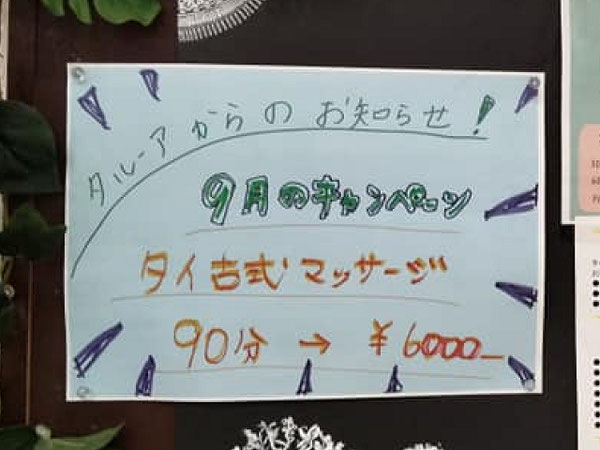 タルーアからのお知らせ!
9月のキャンペーン
タイ古式マッサージ
90分→¥6000_